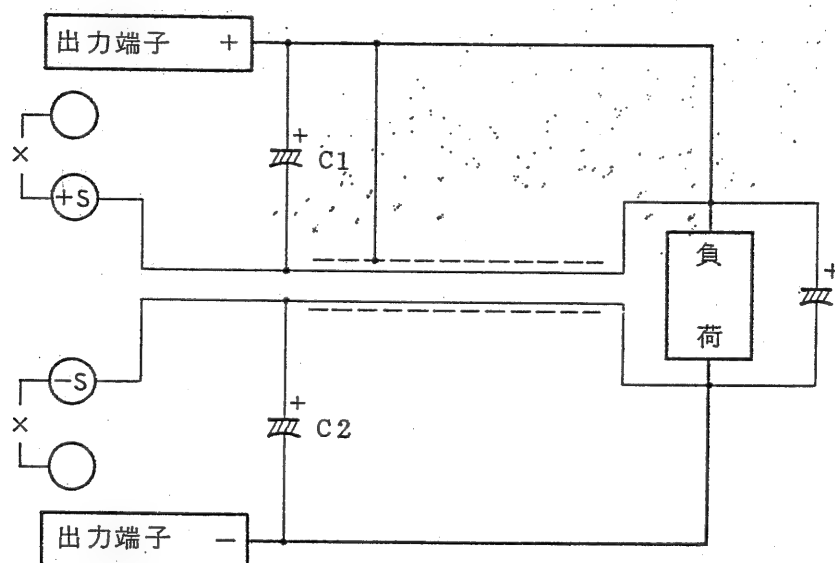 出力端子 +
+
C1
×
+S
負荷
+
-S
+
×
C2
出力端子 -